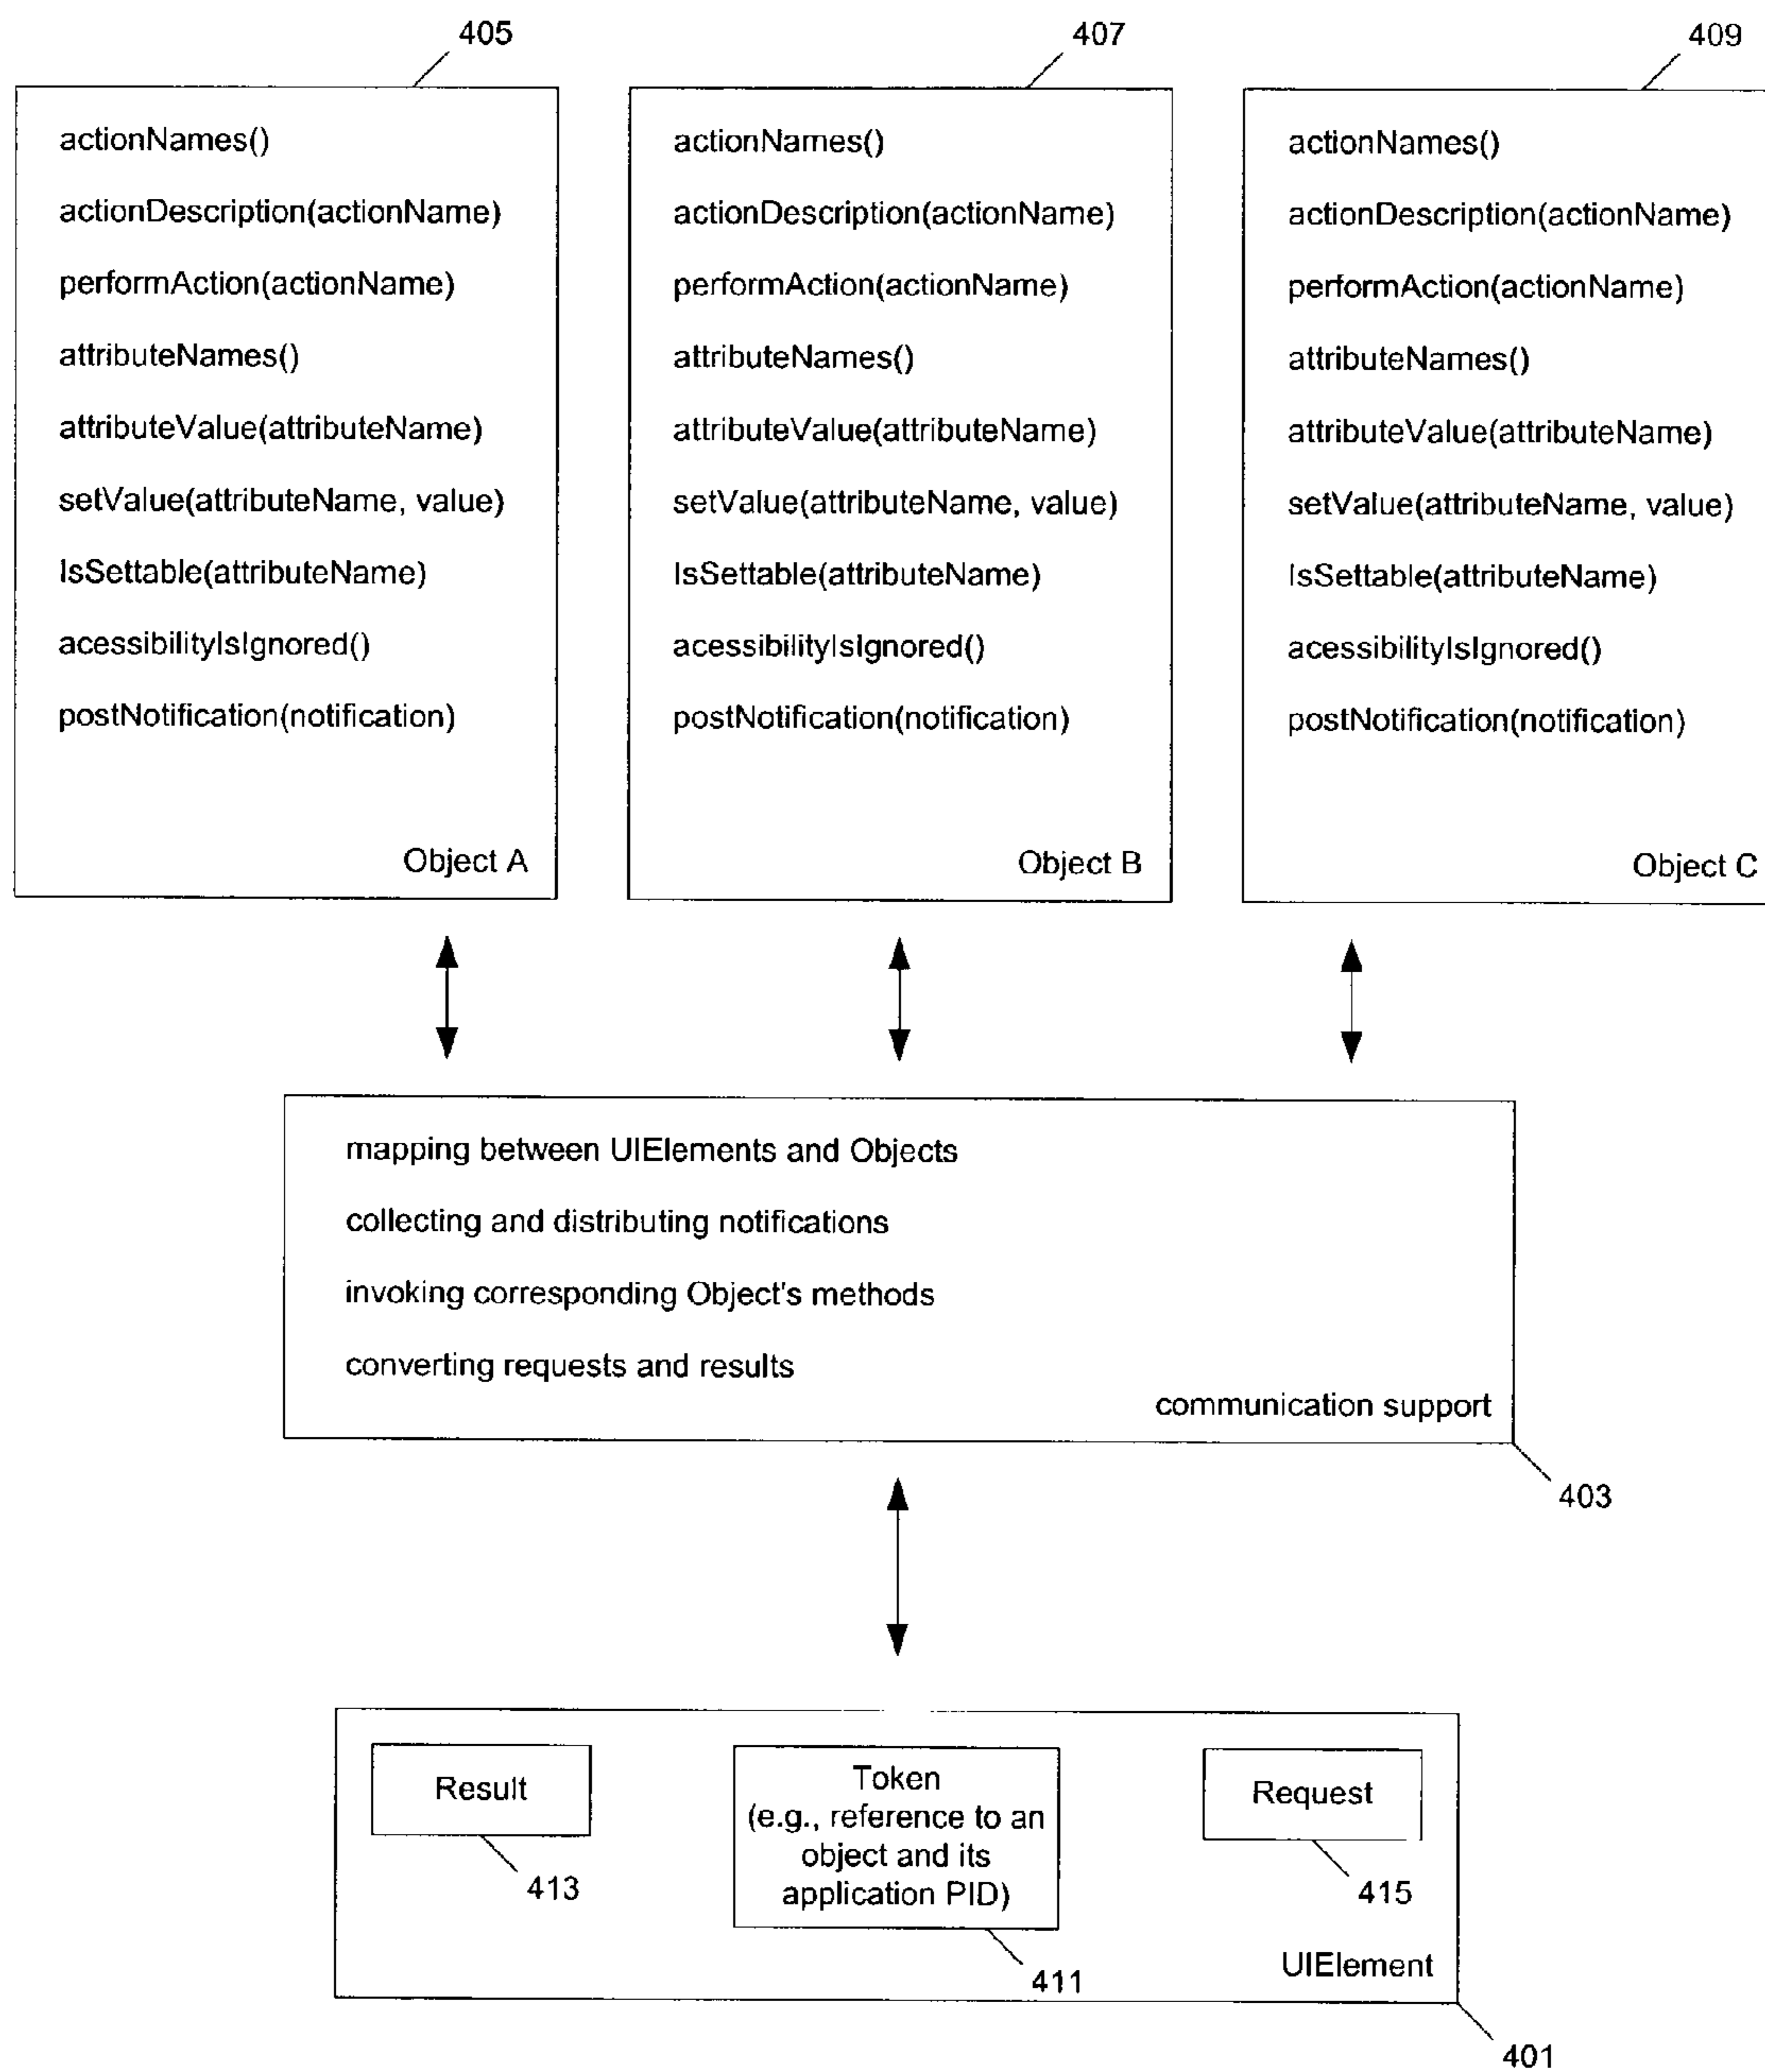 405
407
409
actionNames()
actionDescription(actionName)
performAction(actionName)
attributeNames()
attributeValue(attributeName)
setValue(attributeName, value)
IsSettable(attributeName)
acessibilityIsIgnored()
postNotification(notification)
Object A
actionNames()
actionDescription(actionName)
performAction(actionName)
attributeNames()
attributeValue(attributeName)
setValue(attributeName, value)
IsSettable(attributeName)
acessibilityIsIgnored()
postNotification(notification)
Object B
actionNames()
actionDescription(actionName)
performAction(actionName)
attributeNames()
attributeValue(attributeName)
setValue(attributeName, value)
IsSettable(attributeName)
acessibilityIsIgnored()
postNotification(notification)
Object C
mapping between UIElements and Objects
collecting and distributing notifications
invoking corresponding Object's methods
converting requests and results
communication support
403
Result
413
Token
(e.g., reference to an
object and its
application PID)
411
Request
415
UIElement
401